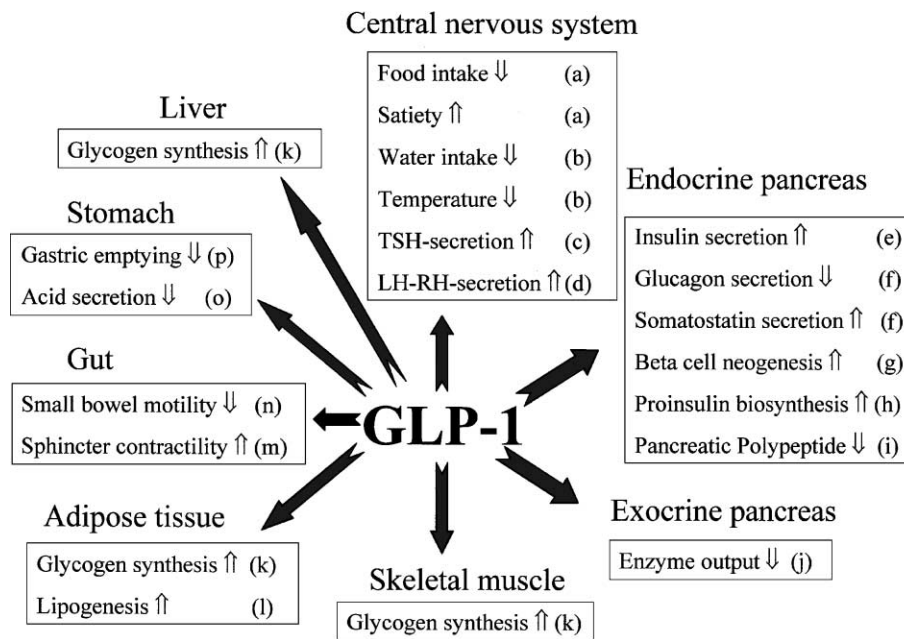 Central nervous system
Food intake ⇓ (a)
Satiety ⇑ (a)
Water intake ⇓ (b)
Temperature ⇓ (b)
TSH-secretion ⇑ (c)
LH-RH-secretion ⇑ (d)
Liver
Glycogen synthesis ⇑ (k)
Stomach
Gastric emptying ⇓ (p)
Acid secretion ⇓ (o)
Endocrine pancreas
Insulin secretion ⇑ (e)
Glucagon secretion ⇓ (f)
Somatostatin secretion ⇑ (f)
Beta cell neogenesis ⇑ (g)
Proinsulin biosynthesis ⇑ (h)
Pancreatic Polypeptide ⇓ (i)
Gut
Small bowel motility ⇓ (n)
Sphincter contractility ⇑ (m)
GLP-1
Adipose tissue
Glycogen synthesis ⇑ (k)
Lipogenesis ⇑ (l)
Skeletal muscle
Glycogen synthesis ⇑ (k)
Exocrine pancreas
Enzyme output ⇓ (j)